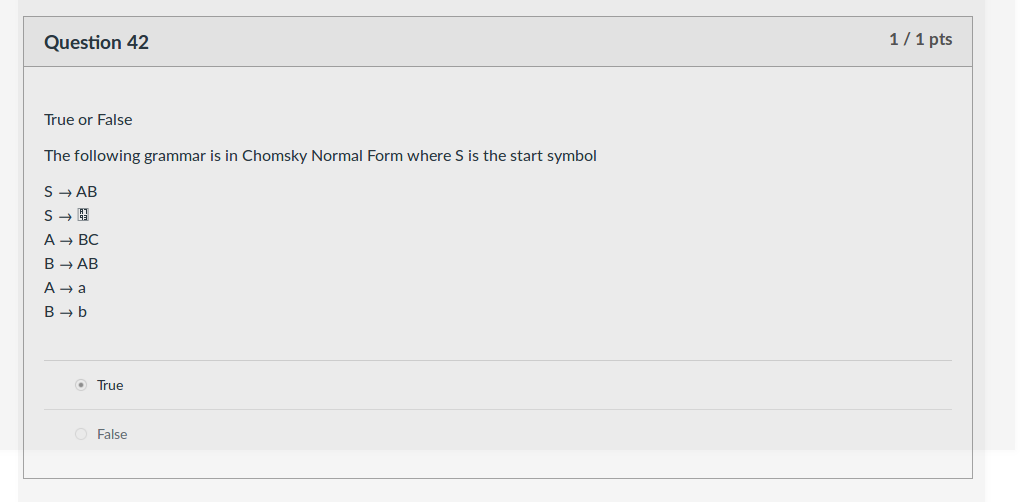 Question 42
1 / 1 pts
True or False
The following grammar is in Chomsky Normal Form where S is the start symbol
S → AB
S →
A → BC
B → AB
A → a
B → b
True
False